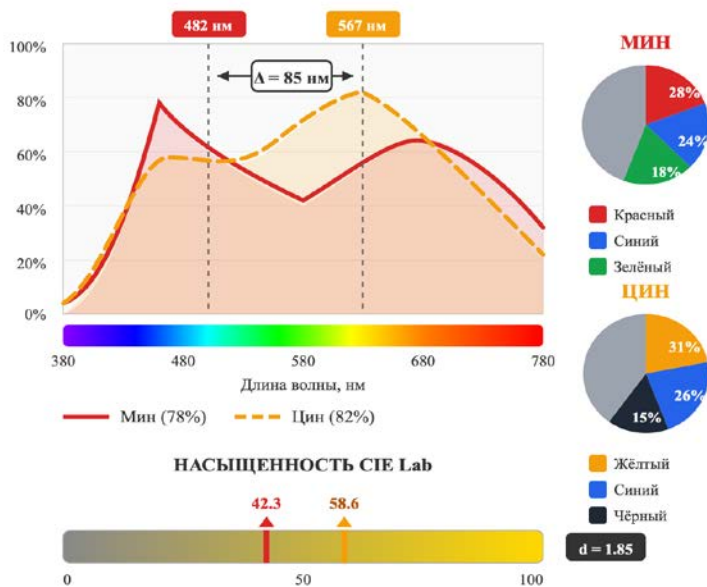 482 нм 567 нм
100%
80%
60%
40%
20%
0%
Δ = 85 нм
380 480 580 680 780
Длина волны, нм
Мин (78%) Цин (82%)
МИН
28%
24%
18%
Красный
Синий
Зелёный
ЦИН
31%
26%
15%
Жёлтый
Синий
Чёрный
НАСЫЩЕННОСТЬ CIE Lab
42.3 58.6
0 50 100
d = 1.85